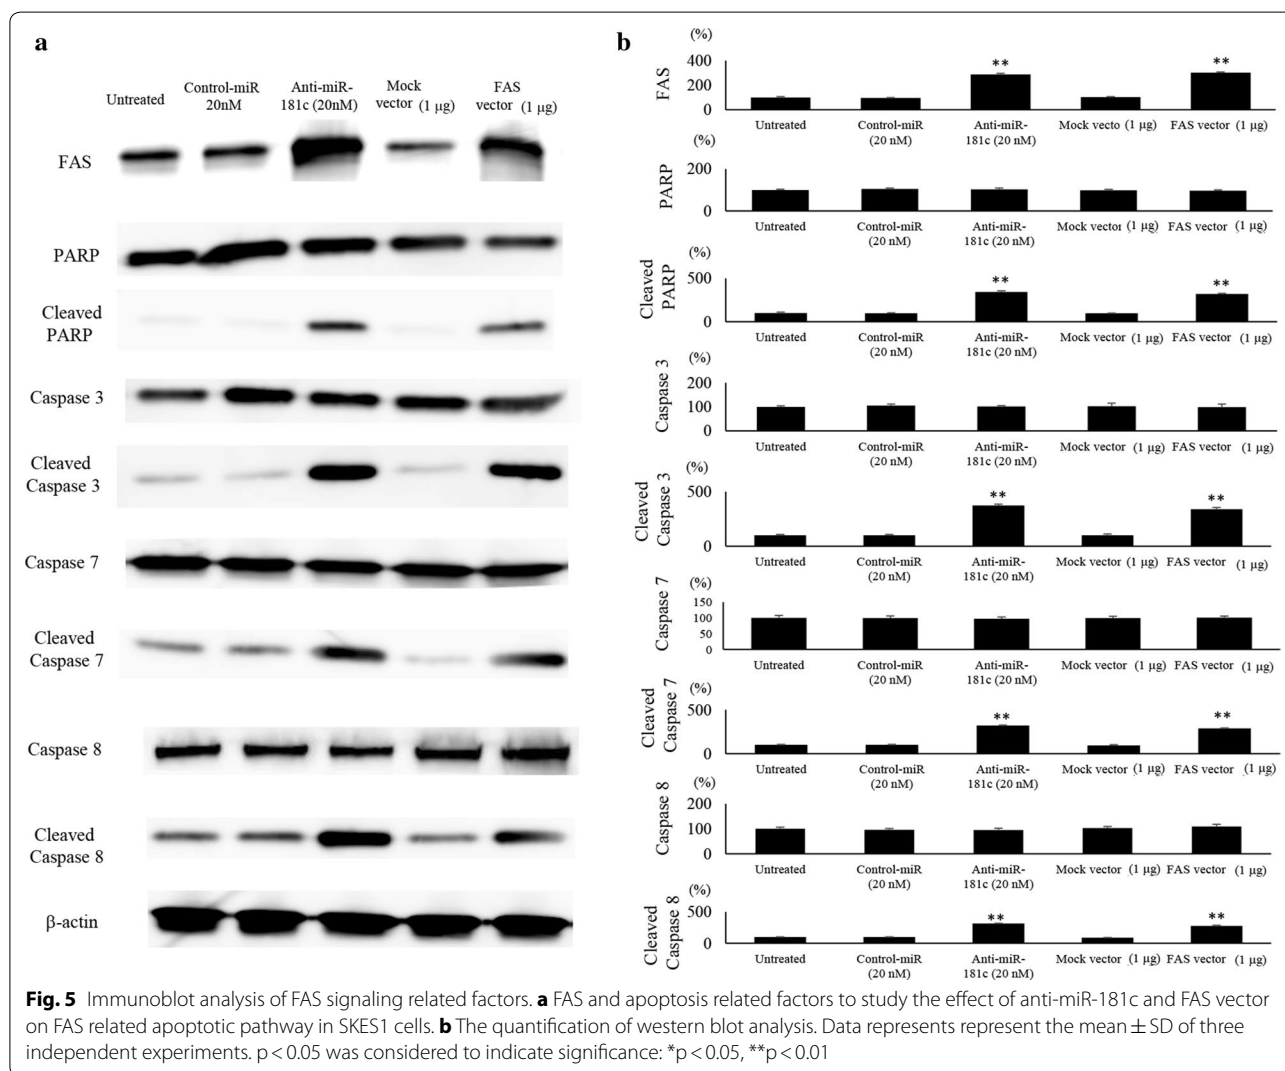 a
Untreated
Control-miR
20nM
Anti-miR-
181c (20nM)
Mock
vector (1 µg)
FAS
vector (1 µg)
FAS
PARP
Cleaved
PARP
Caspase 3
Cleaved
Caspase 3
Caspase 7
Cleaved
Caspase 7
Caspase 8
Cleaved
Caspase 8
β-actin
b
(%)
FAS
400
200
0
**
**
Untreated
Control-miR
(20 nM)
Anti-miR-
181c (20 nM)
Mock vecto (1 µg)
FAS vector (1 µg)
(%)
PARP
200
0
Untreated
Control-miR
(20 nM)
Anti-miR-
181c (20 nM)
Mock vector (1 µg)
FAS vector (1 µg)
(%)
Cleaved
PARP
500
0
**
**
Untreated
Control-miR
(20 nM)
Anti-miR-
181c (20 nM)
Mock vector (1 µg)
FAS vector (1 µg)
(%)
Caspase 3
200
100
0
Untreated
Control-miR
(20 nM)
Anti-miR-
181c (20 nM)
Mock vector (1 µg)
FAS vector (1 µg)
(%)
Cleaved
Caspase 3
500
0
**
**
Untreated
Control-miR
(20 nM)
Anti-miR-
181c (20 nM)
Mock vector (1 µg)
FAS vector (1 µg)
(%)
Caspase 7
150
100
50
0
Untreated
Control-miR
(20 nM)
Anti-miR-
181c (20 nM)
Mock vector (1 µg)
FAS vector (1 µg)
(%)
Cleaved
Caspase 7
500
0
**
**
Untreated
Control-miR
(20 nM)
Anti-miR-
181c (20 nM)
Mock vector (1 µg)
FAS vector (1 µg)
(%)
Caspase 8
200
100
0
Untreated
Control-miR
(20 nM)
Anti-miR-
181c (20 nM)
Mock vector (1 µg)
FAS vector (1 µg)
(%)
Cleaved
Caspase 8
500
0
**
**
Untreated
Control-miR
(20 nM)
Anti-miR-
181c (20 nM)
Mock vector (1 µg)
FAS vector (1 µg)
Fig. 5 Immunoblot analysis of FAS signaling related factors. a FAS and apoptosis related factors to study the effect of anti-miR-181c and FAS vector
on FAS related apoptotic pathway in SKES1 cells. b The quantification of western blot analysis. Data represents represent the mean ± SD of three
independent experiments. p < 0.05 was considered to indicate significance: *p < 0.05, **p < 0.01